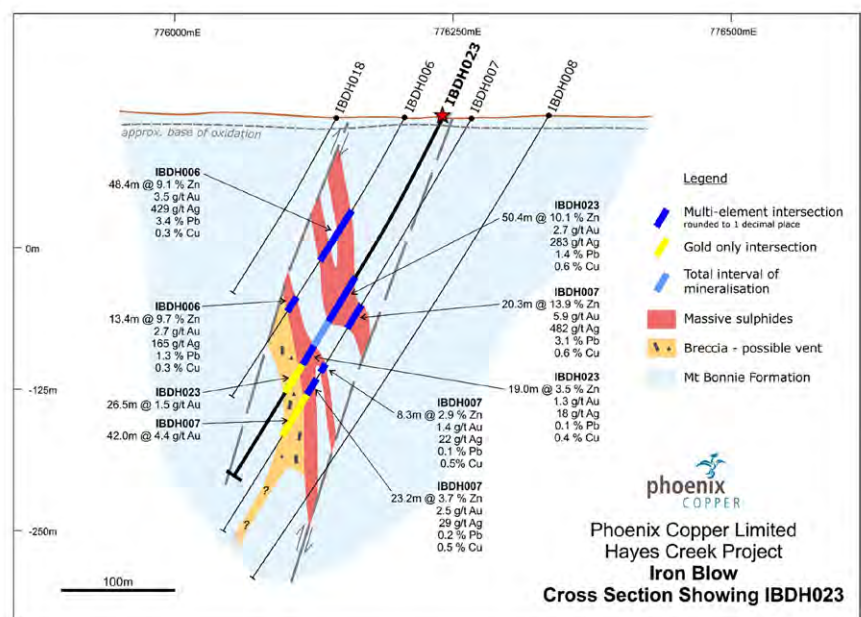 776000mE
776250mE
776500mE
IBDH018
IBDH006
IBDH023
IBDH007
IBDH008
approx. base of oxidation
0m
-125m
-250m
IBDH006
48.4m @ 9.1 % Zn
3.5 g/t Au
429 g/t Ag
3.4 % Pb
0.3 % Cu
IBDH006
13.4m @ 9.7 % Zn
2.7 g/t Au
165 g/t Ag
1.3 % Pb
0.3 % Cu
IBDH023
26.5m @ 1.5 g/t Au
IBDH007
42.0m @ 4.4 g/t Au
IBDH023
50.4m @ 10.1 % Zn
2.7 g/t Au
283 g/t Ag
1.4 % Pb
0.6 % Cu
IBDH007
20.3m @ 13.9 % Zn
5.9 g/t Au
482 g/t Ag
3.1 % Pb
0.6 % Cu
IBDH023
19.0m @ 3.5 % Zn
1.3 g/t Au
18 g/t Ag
0.1 % Pb
0.4 % Cu
IBDH007
8.3m @ 2.9 % Zn
1.4 g/t Au
22 g/t Ag
0.1 % Pb
0.5% Cu
IBDH007
23.2m @ 3.7 % Zn
2.5 g/t Au
29 g/t Ag
0.2 % Pb
0.5 % Cu
?
?
100m
Legend
Multi-element intersection
rounded to 1 decimal place
Gold only intersection
Total interval of
mineralisation
Massive sulphides
Breccia - possible vent
Mt Bonnie Formation
phoenix
COPPER
Phoenix Copper Limited
Hayes Creek Project
Iron Blow
Cross Section Showing IBDH023